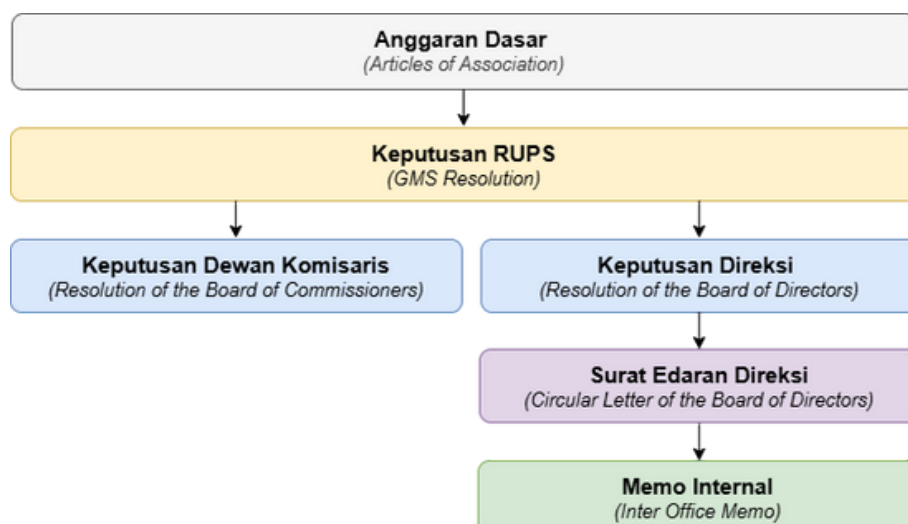 Anggaran Dasar
(Articles of Association)
Keputusan RUPS
(GMS Resolution)
Keputusan Dewan Komisaris
(Resolution of the Board of Commissioners)
Keputusan Direksi
(Resolution of the Board of Directors)
Surat Edaran Direksi
(Circular Letter of the Board of Directors)
Memo Internal
(Inter Office Memo)